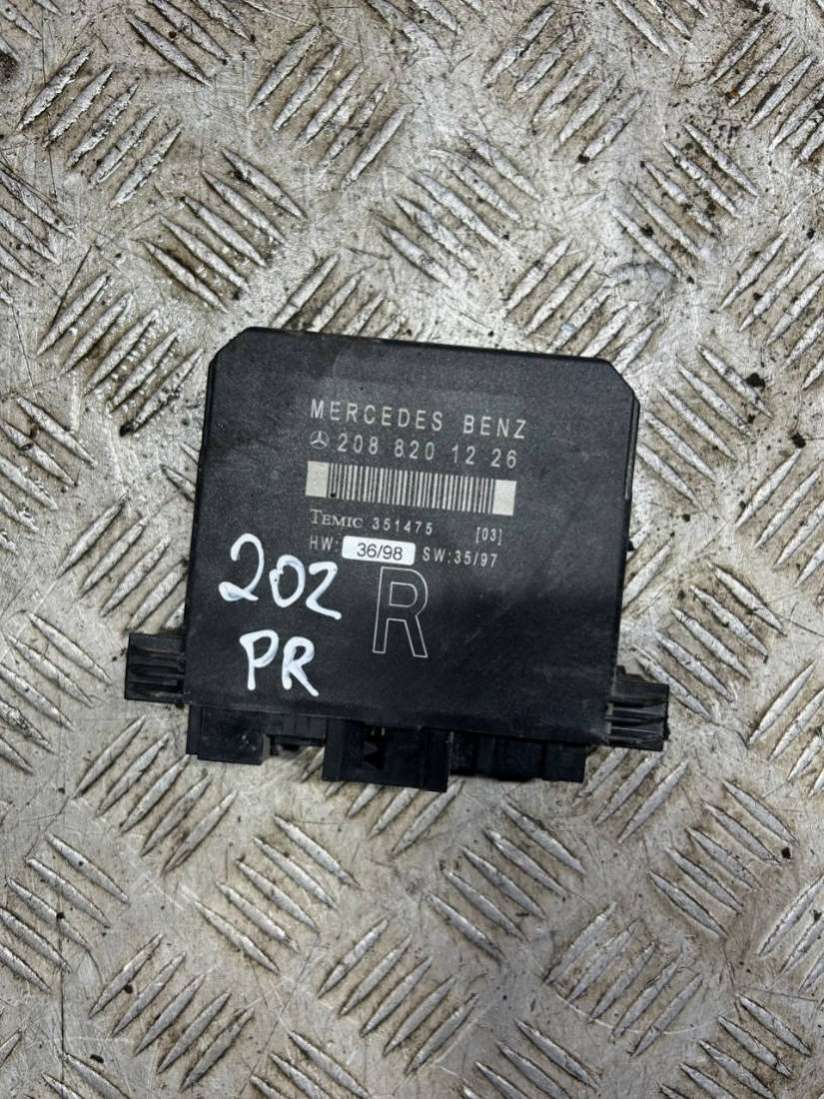 MERCEDES BENZ
208 820 12 26
TEMIC 351475 [03]
HW: 36/98 SW:35/97
R
202
PR